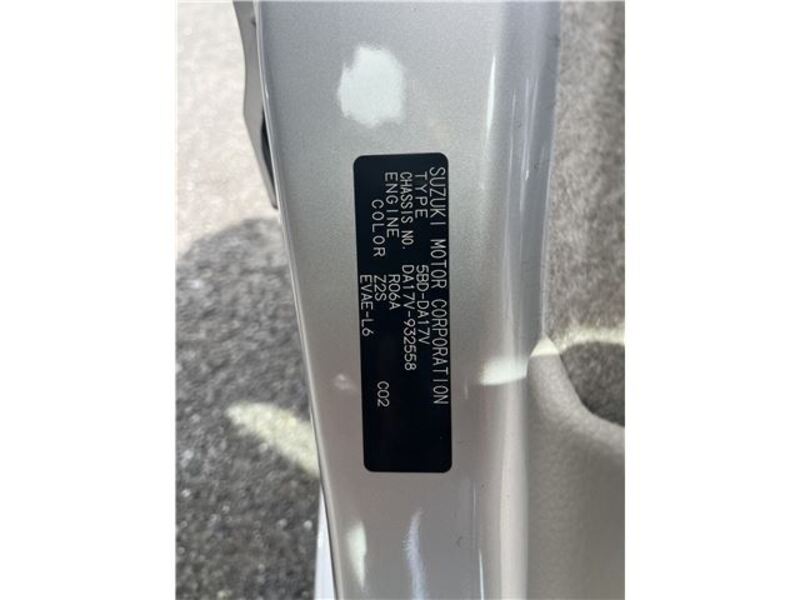 SUZUKI MOTOR CORPORATION
TYPE 5BD-DA17V
CHASSIS NO. DA17V-932558
ENGINE R06A
COLOR Z2S C02
EVAE-L6